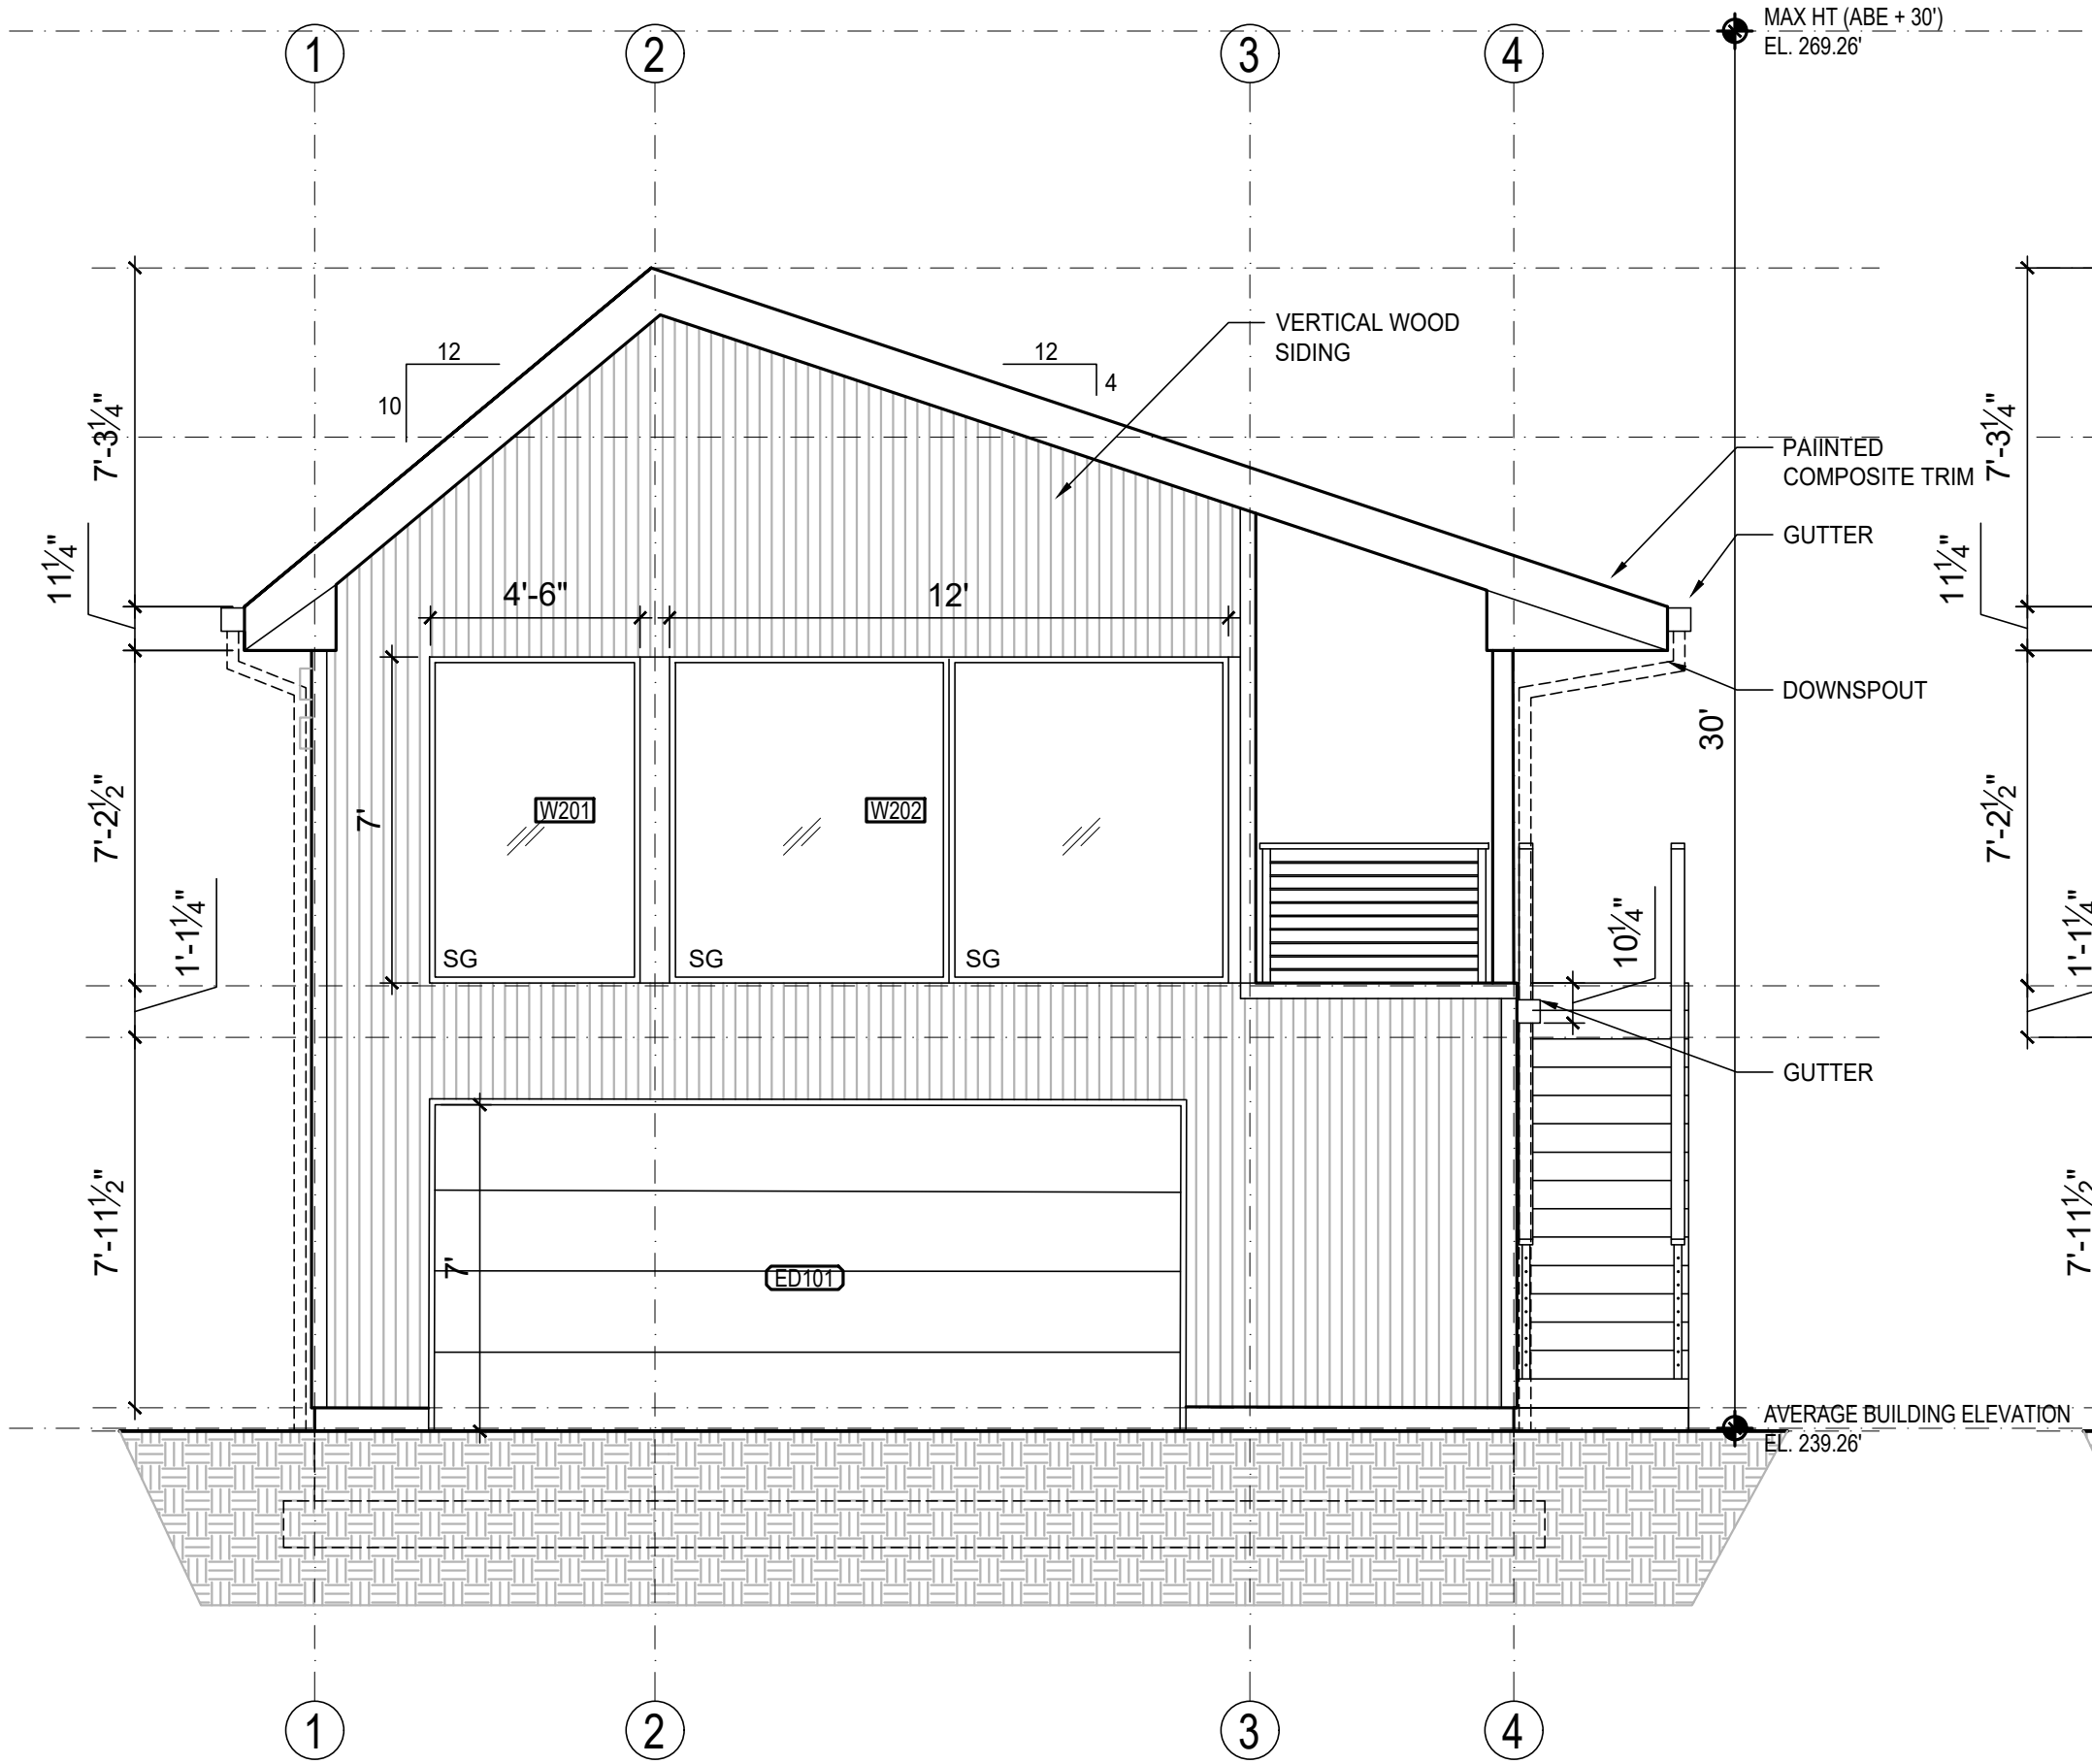 MAX HT (ABE + 30')
EL. 269.26'
1
2
3
4
VERTICAL WOOD
SIDING
12
10
12
4
7'-3¼"
7'-3¼"
PAIINTED
COMPOSITE TRIM
GUTTER
11¼"
11¼"
4'-6"
12'
DOWNSPOUT
30'
7'-2½"
7'
W201
W202
7'-2½"
1'-1¼"
SG
SG
SG
10¼"
1'-1¼"
GUTTER
7'-11½"
7'
ED101
7'-11½"
AVERAGE BUILDING ELEVATION
EL. 239.26'
1
2
3
4